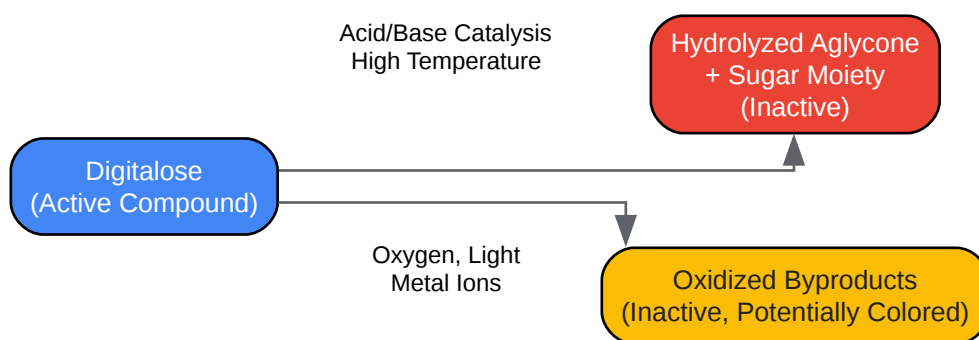 Acid/Base Catalysis
High Temperature
Hydrolyzed Aglycone
+ Sugar Moiety
(Inactive)
Digitalose
(Active Compound)
Oxygen, Light
Metal Ions
Oxidized Byproducts
(Inactive, Potentially Colored)